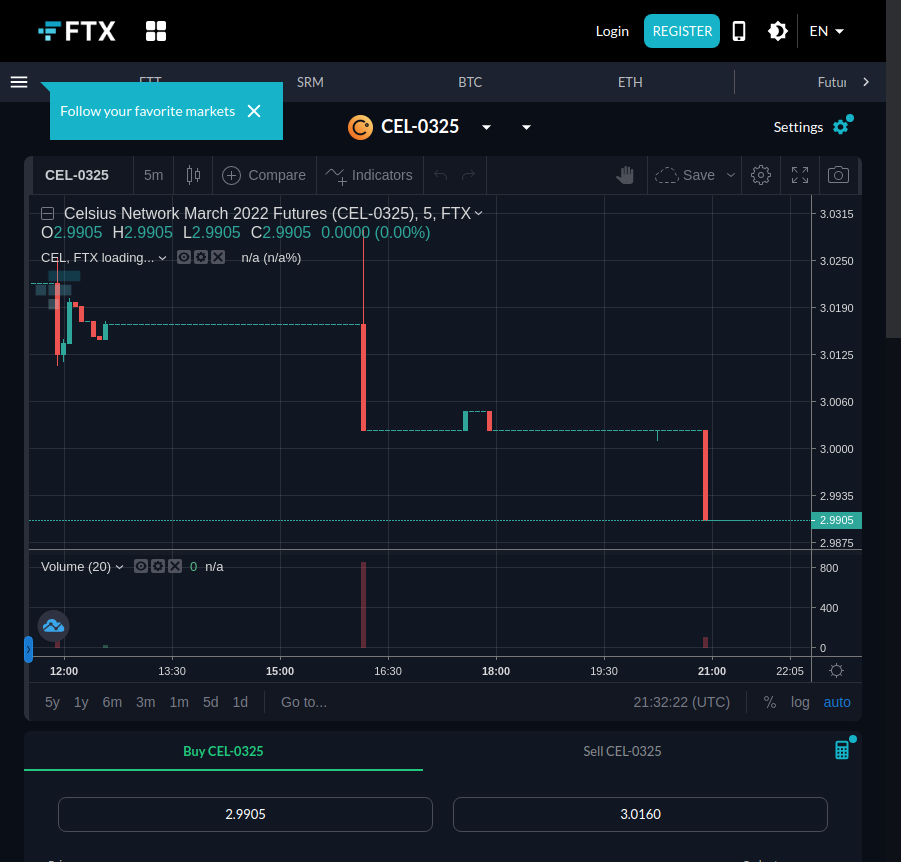 FTX
Login
REGISTER
EN
FTT
SRM
BTC
ETH
Futur
Follow your favorite markets
CEL-0325
Settings
CEL-0325
5m
Compare
Indicators
Save
Celsius Network March 2022 Futures (CEL-0325), 5, FTX
O2.9905 H2.9905 L2.9905 C2.9905 0.0000 (0.00%)
CEL, FTX loading...
n/a (n/a%)
3.0315
3.0250
3.0190
3.0125
3.0060
3.0000
2.9935
2.9905
2.9875
Volume (20)
0 n/a
800
400
0
12:00
13:30
15:00
16:30
18:00
19:30
21:00
22:05
5y 1y 6m 3m 1m 5d 1d
Go to...
21:32:22 (UTC)
%
log
auto
Buy CEL-0325
Sell CEL-0325
2.9905
3.0160